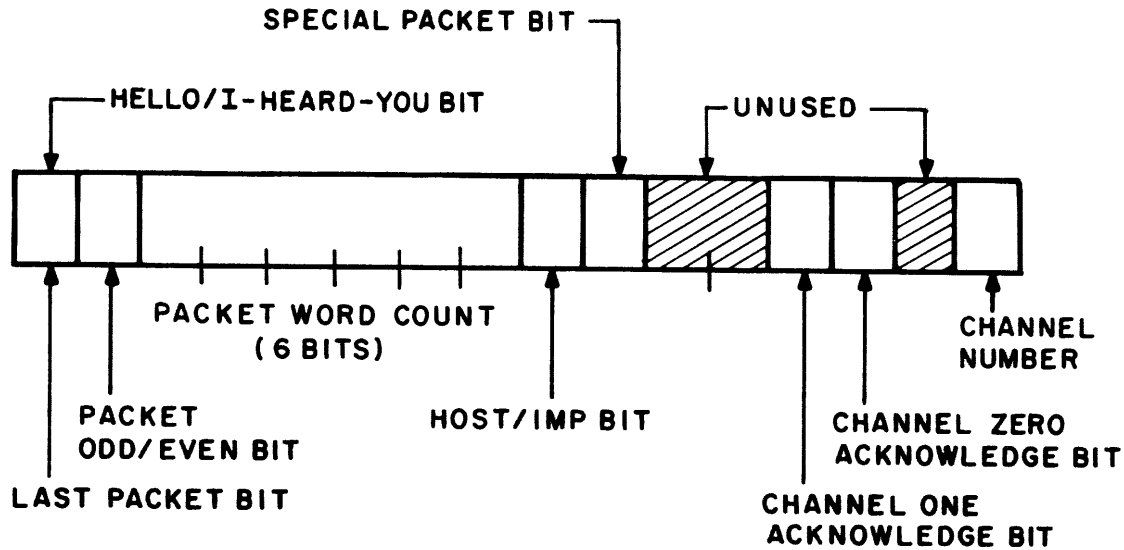 SPECIAL PACKET BIT
HELLO/I-HEARD-YOU BIT
UNUSED
PACKET WORD COUNT
(6 BITS)
CHANNEL
NUMBER
PACKET
ODD/EVEN BIT
HOST/IMP BIT
CHANNEL ZERO
ACKNOWLEDGE BIT
LAST PACKET BIT
CHANNEL ONE
ACKNOWLEDGE BIT